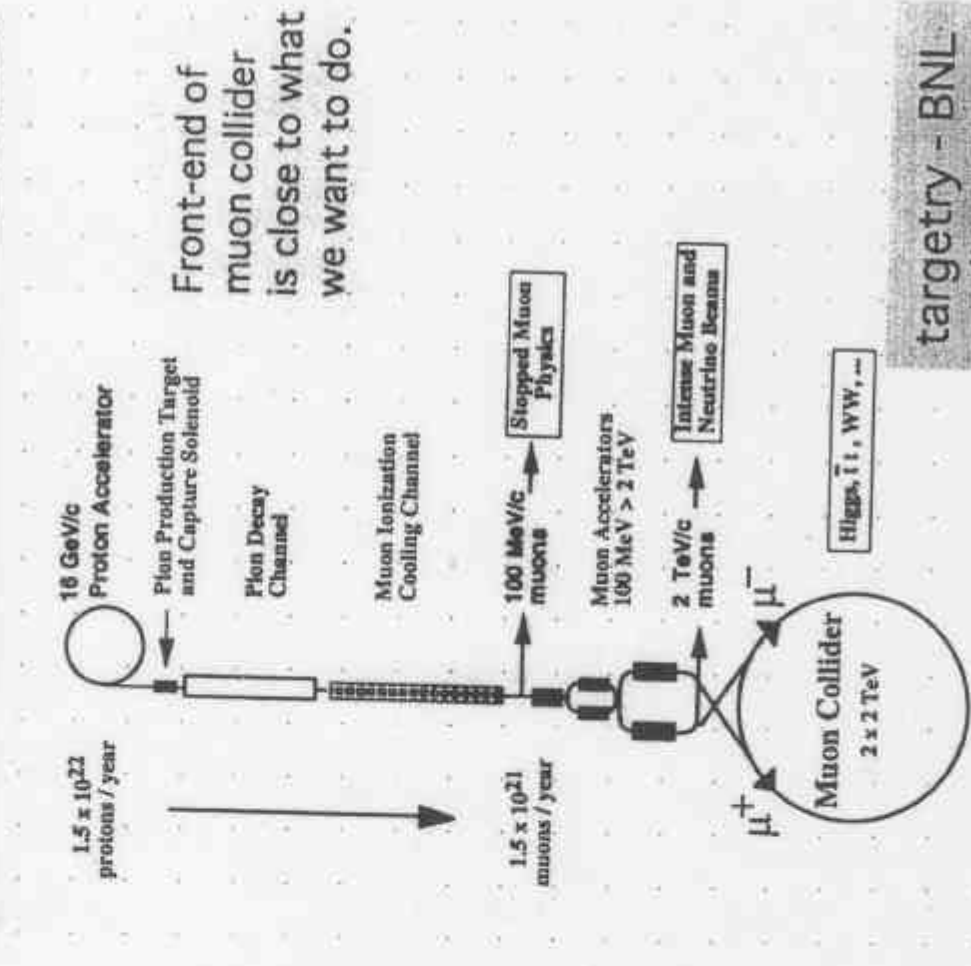 Front-end of
muon collider
is close to what
we want to do.
16 GeV/c
Proton Accelerator
Pion Production Target
and Capture Solenoid
Pion Decay
Channel
Muon Ionization
Cooling Channel
1.5 x 10²²
protons / year
1.5 x 10²¹
muons / year
100 MeV/c
muons
Stopped Muon
Physics
Muon Accelerators
100 MeV > 2 TeV
2 TeV/c
muons
Intense Muon and
Neutrino Beams
μ+
μ−
Muon Collider
2 x 2 TeV
Higgs, t̄ t, WW, ...
targetry - BNL